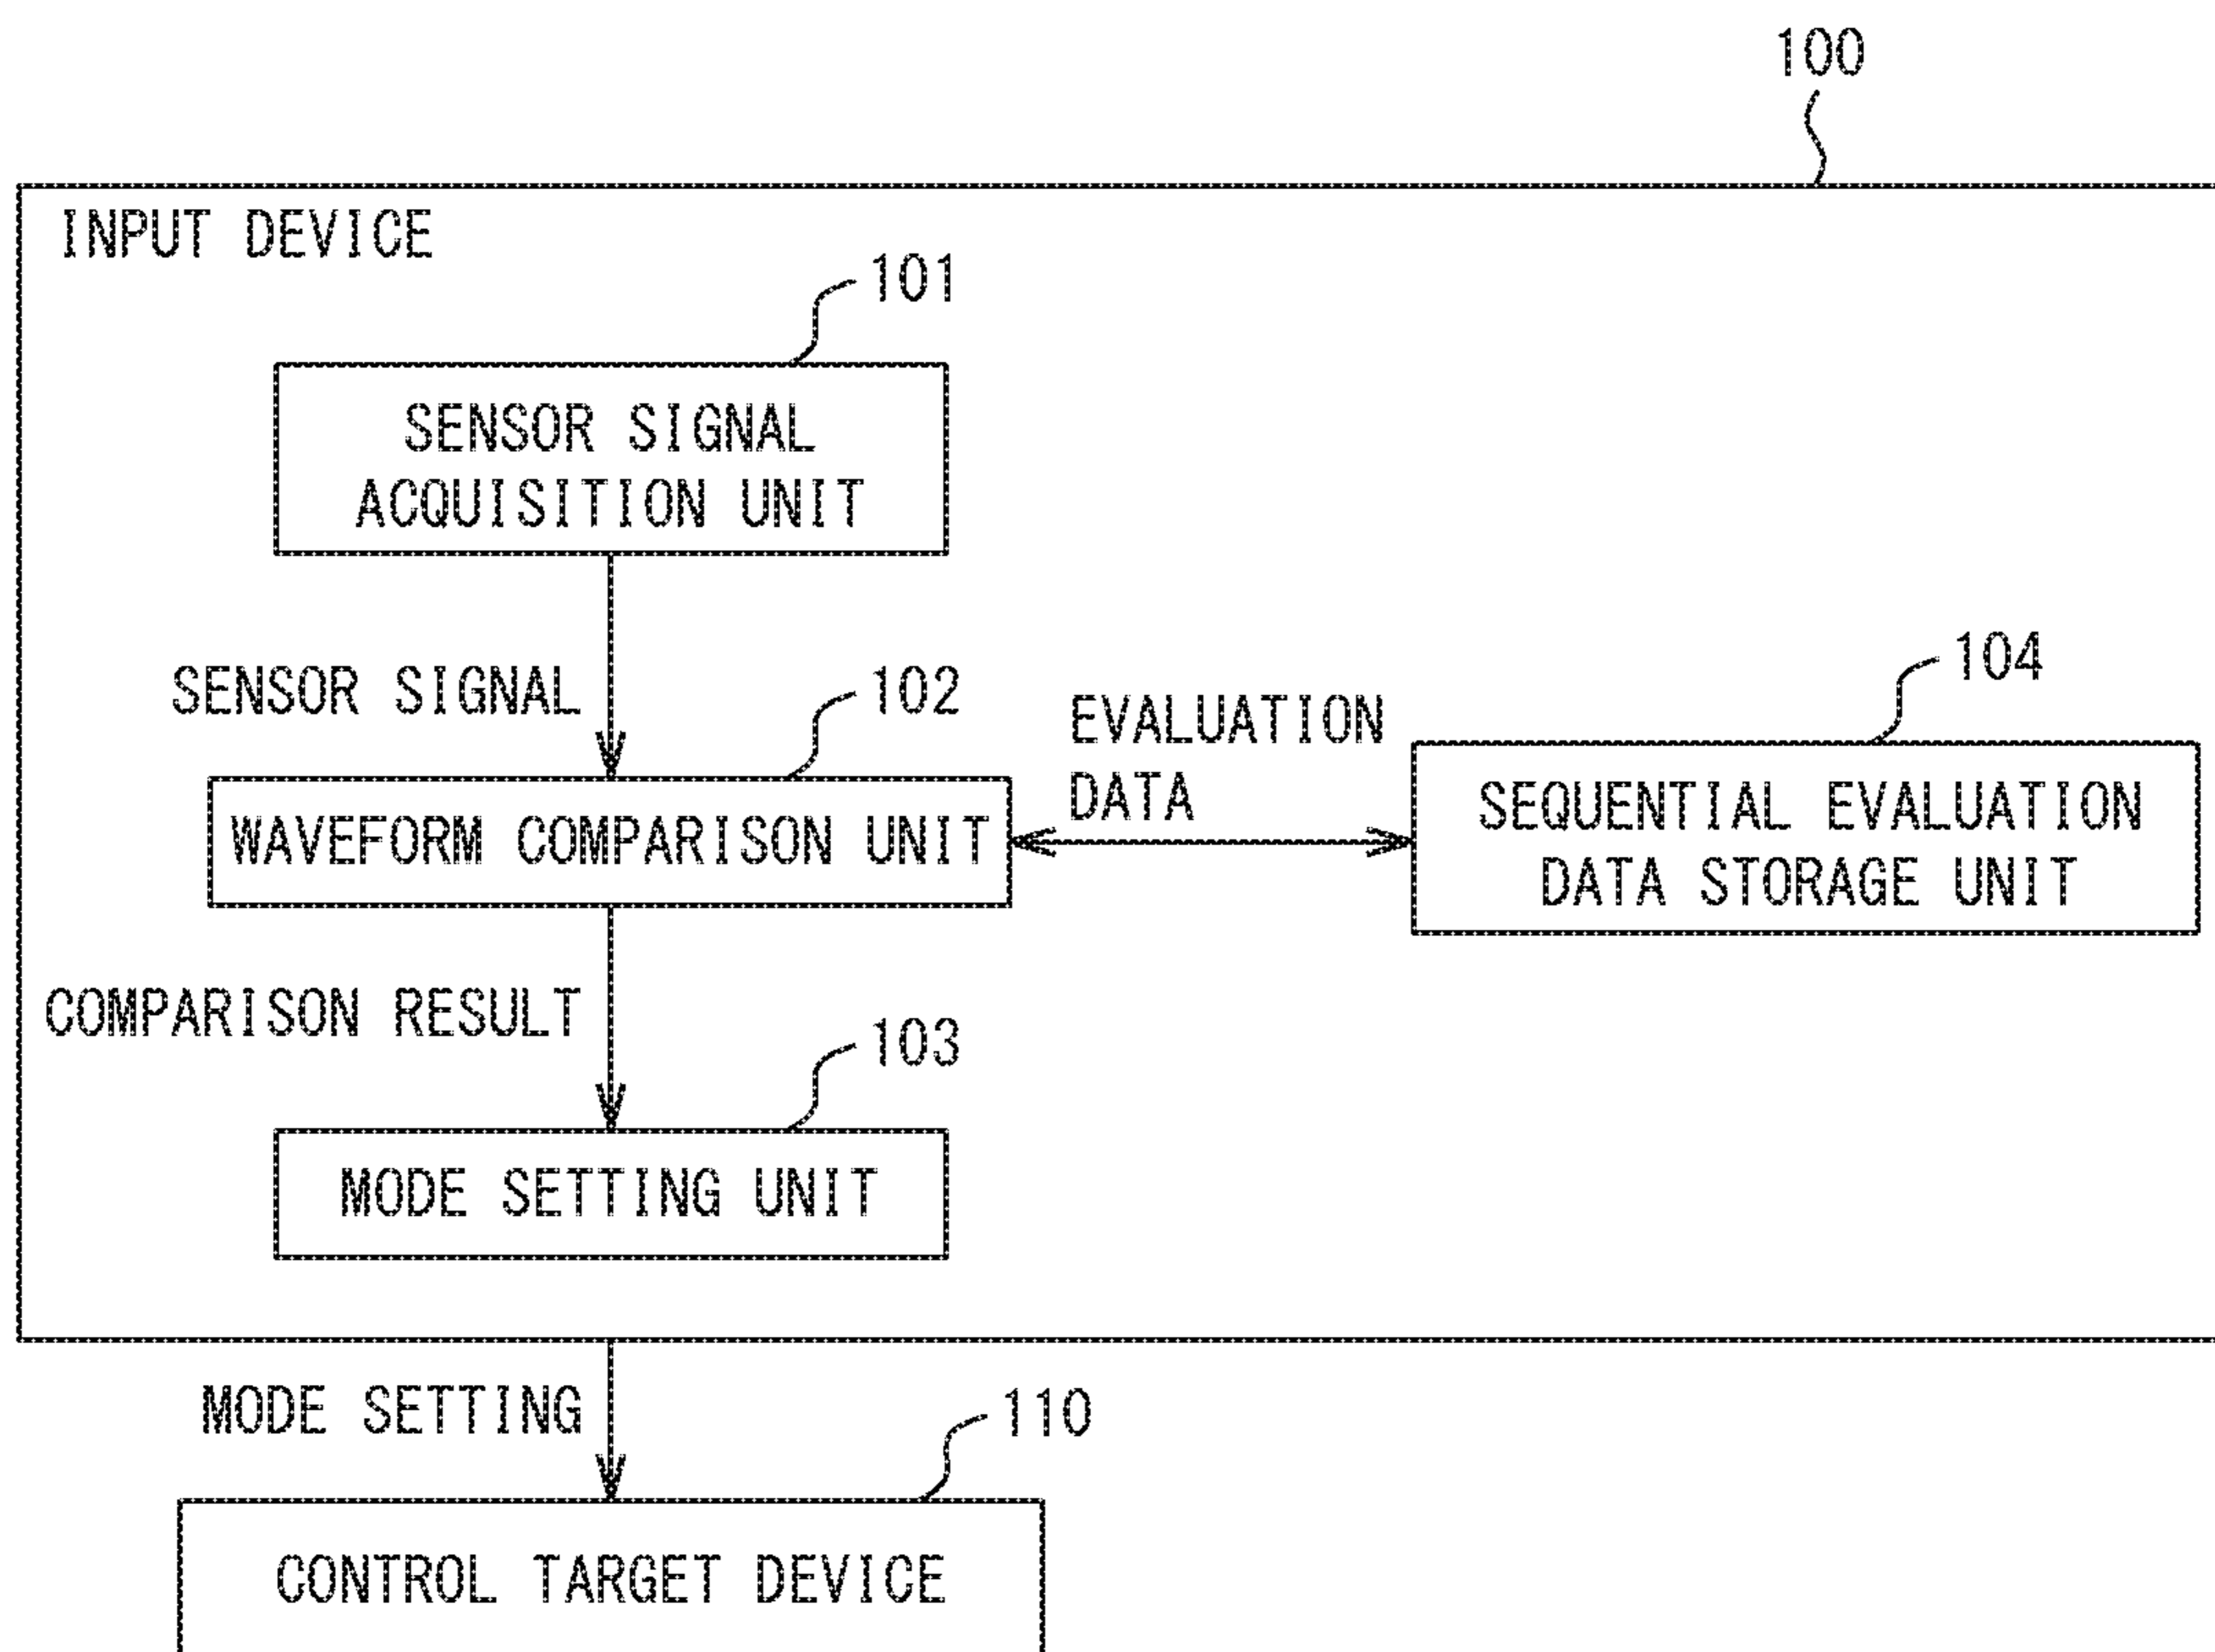 100
INPUT DEVICE
101
SENSOR SIGNAL
ACQUISITION UNIT
SENSOR SIGNAL
102
EVALUATION
DATA
104
WAVEFORM COMPARISON UNIT
SEQUENTIAL EVALUATION
DATA STORAGE UNIT
COMPARISON RESULT
103
MODE SETTING UNIT
MODE SETTING
110
CONTROL TARGET DEVICE